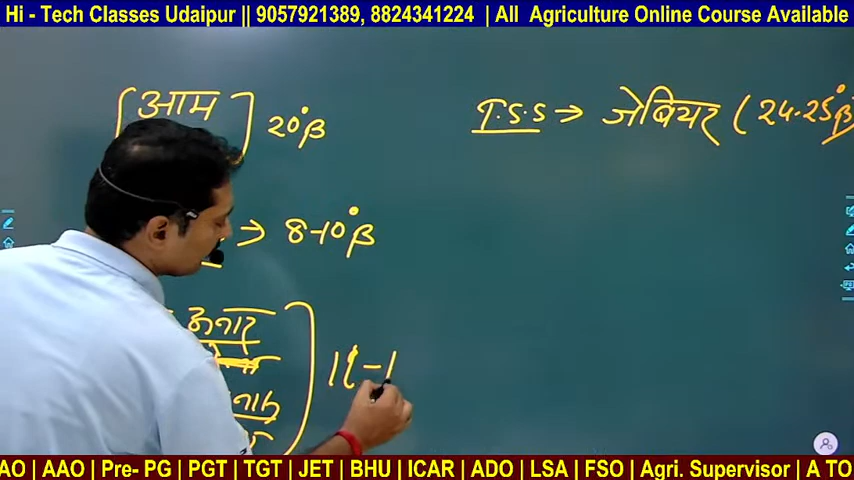 Hi - Tech Classes Udaipur || 9057921389, 8824341224 | All Agriculture Online Course Available
[ आम ] 20°β
T.S.S → जेबियर ( 24-25°β
→ 8-10°β
अनार
11-1
AO | AAO | Pre- PG | PGT | TGT | JET | BHU | ICAR | ADO | LSA | FSO | Agri. Supervisor | A TO